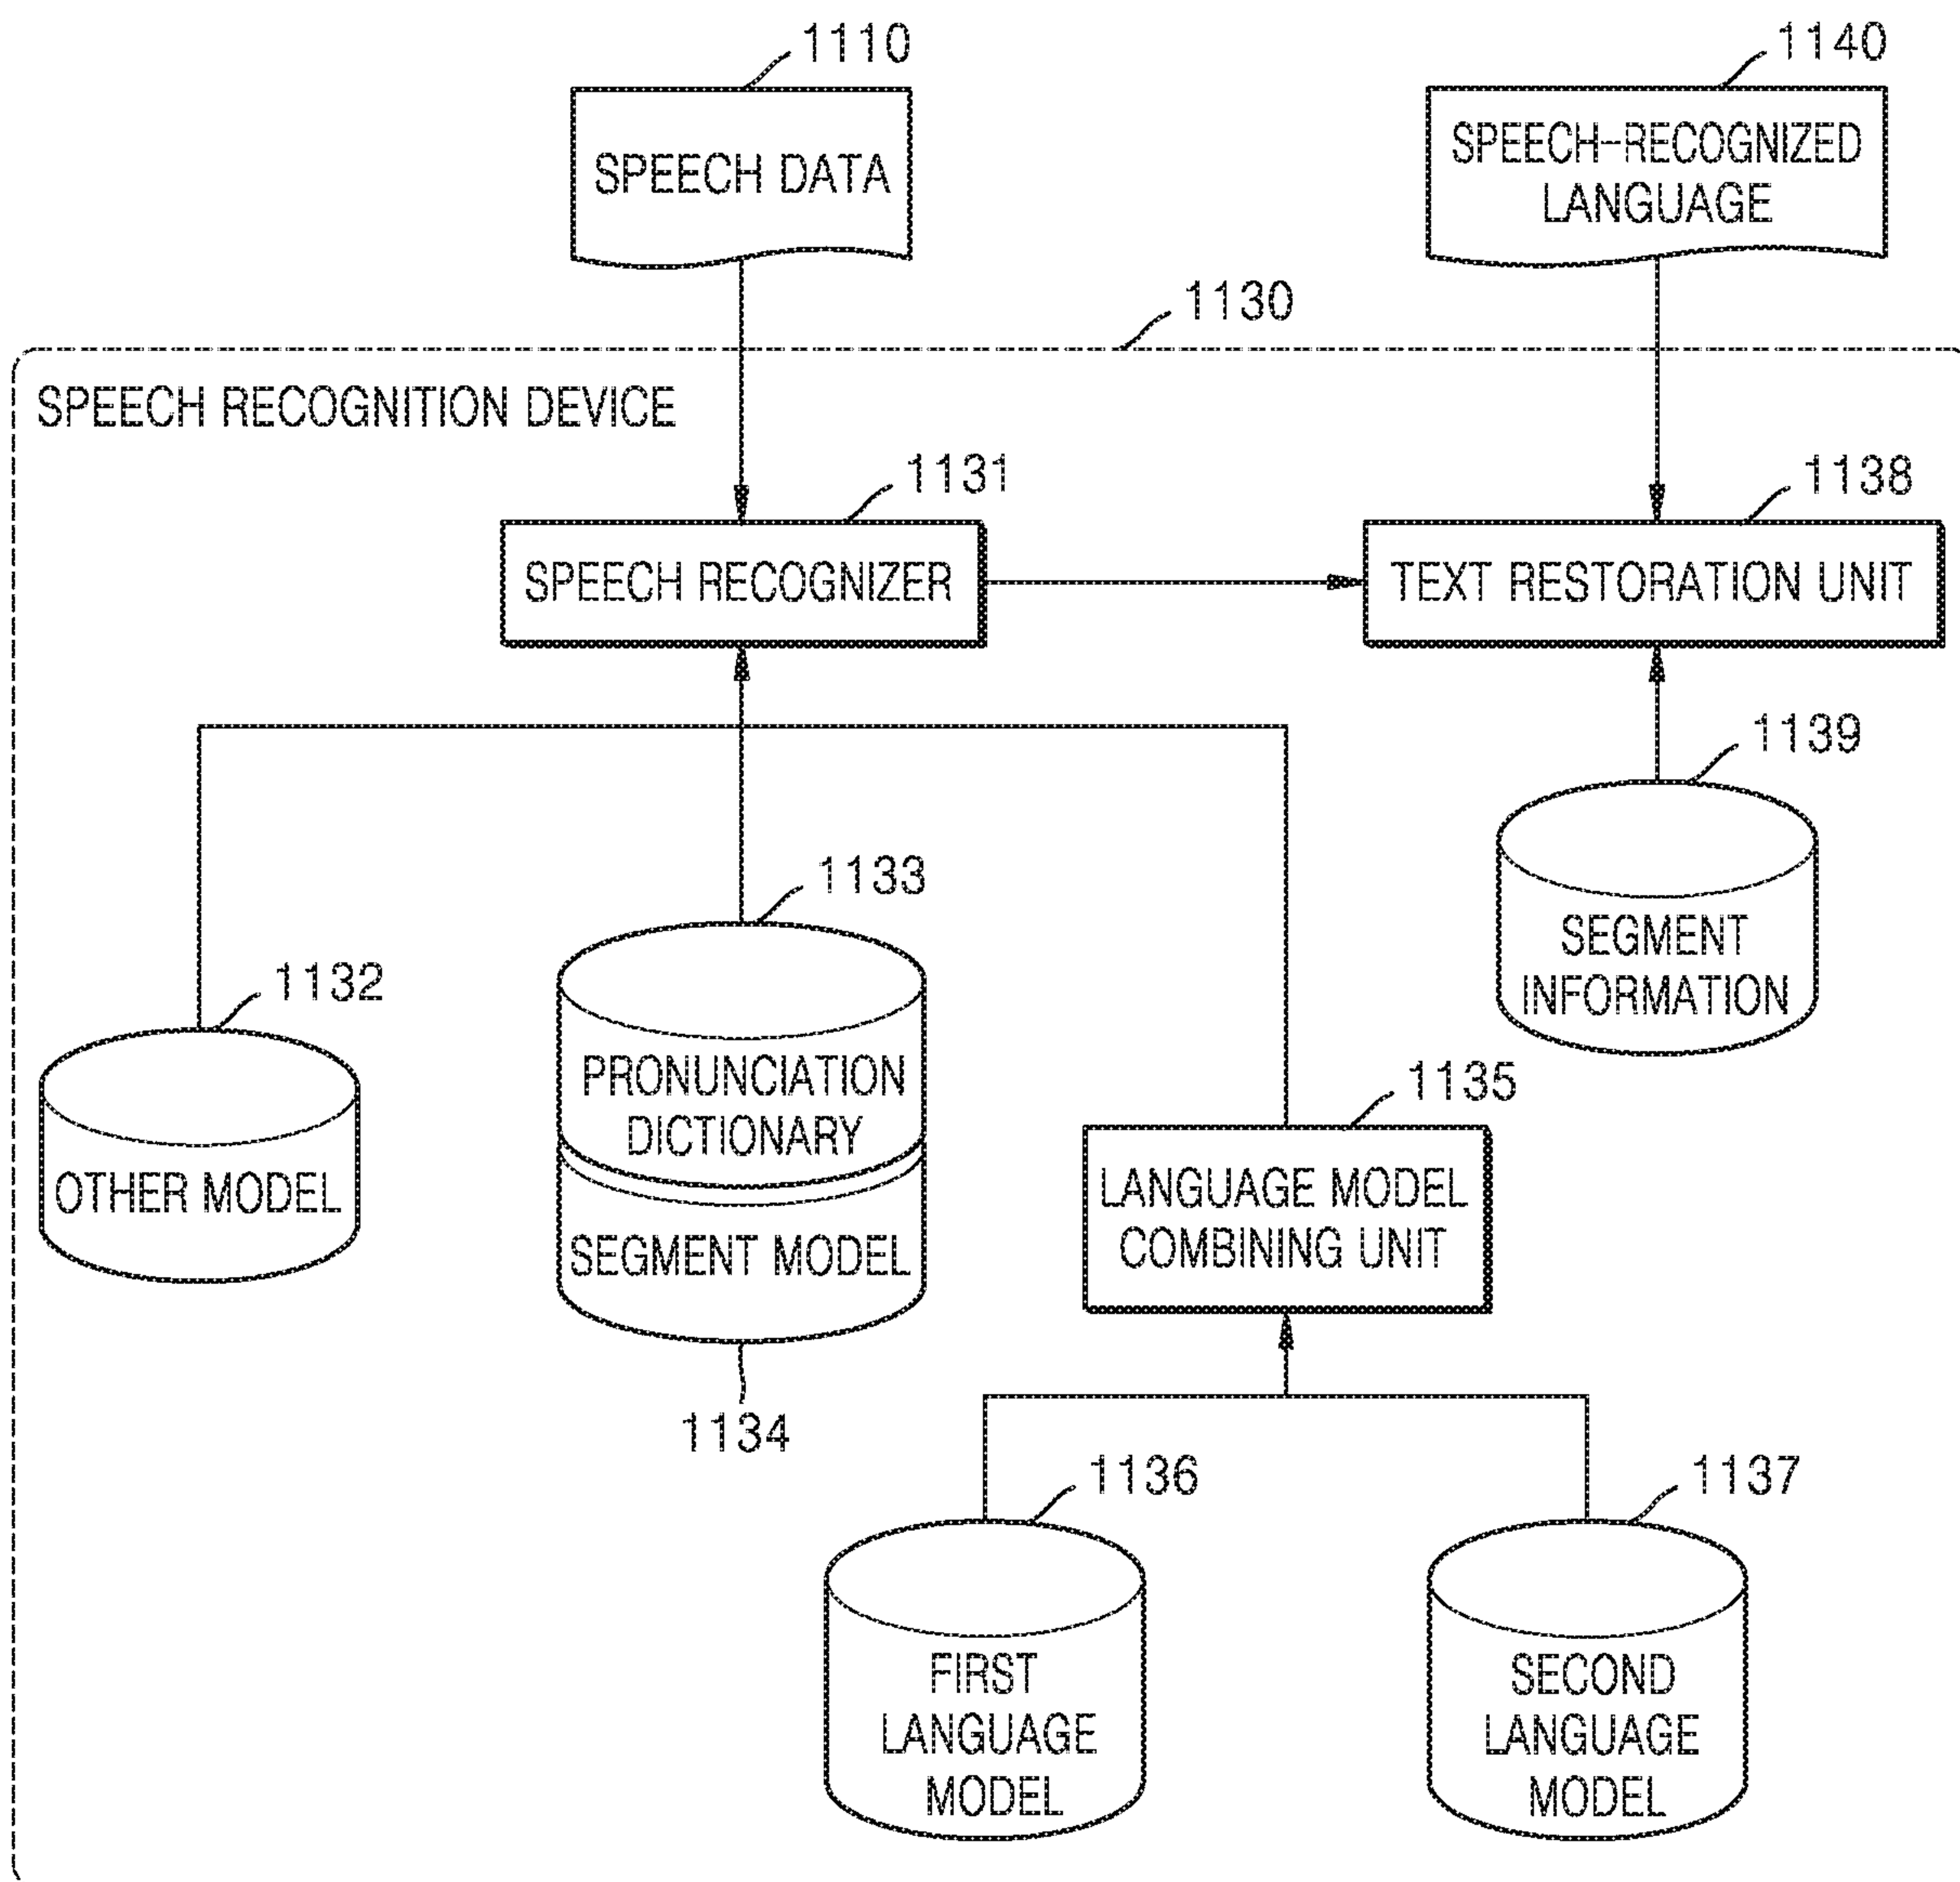 1110
1140
SPEECH DATA
SPEECH-RECOGNIZED
LANGUAGE
1130
SPEECH RECOGNITION DEVICE
1131
1138
SPEECH RECOGNIZER
TEXT RESTORATION UNIT
1139
1133
SEGMENT
INFORMATION
1132
PRONUNCIATION
DICTIONARY
1135
OTHER MODEL
LANGUAGE MODEL
COMBINING UNIT
SEGMENT MODEL
1134
1136
1137
FIRST
LANGUAGE
MODEL
SECOND
LANGUAGE
MODEL